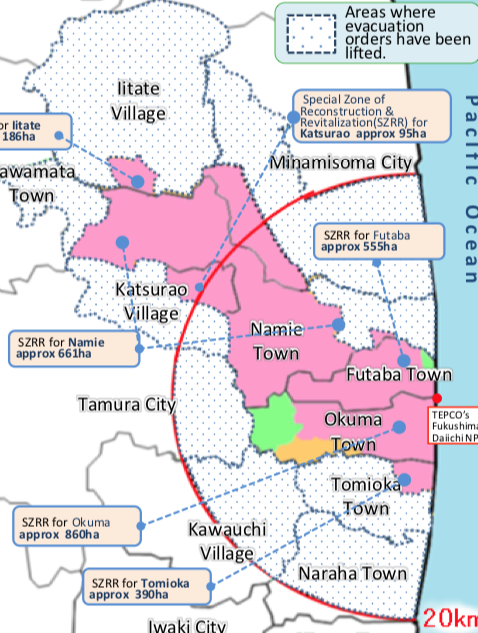 Areas where
evacuation
orders have been
lifted.
Iitate
Village
Special Zone of
Reconstruction &
Revitalization(SZRR) for
Katsurao approx 95ha
or Iitate
186ha
Minamisoma City
Pacific Ocean
awamata
Town
SZRR for Futaba
approx 555ha
Katsurao
Village
SZRR for Namie
approx 661ha
Namie
Town
Futaba Town
Tamura City
Okuma
Town
TEPCO's
Fukushima
Daiichi NP
Tomioka
Town
SZRR for Okuma
approx 860ha
Kawauchi
Village
SZRR for Tomioka
approx 390ha
Naraha Town
20km
Iwaki City